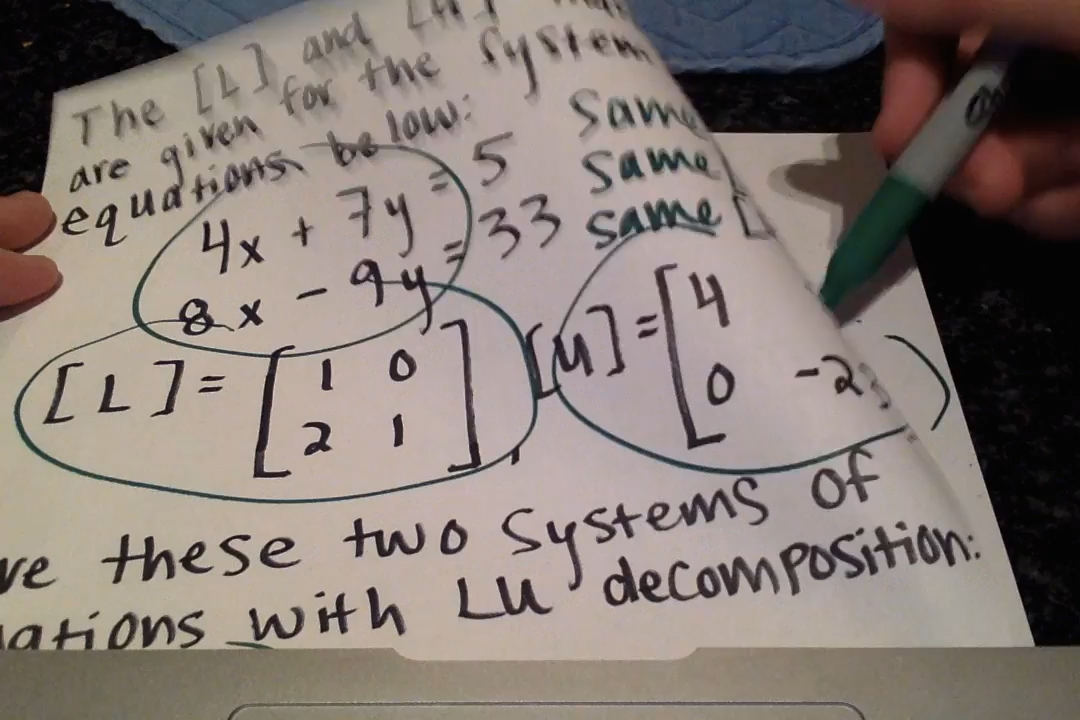 The [L] and [U]
are given for the system
equations below:
4x + 7y = 5 same
8x - 9y = 33 same
same [
[L] = [1 0
2 1], [U] = [4
0 -23
these two systems of
with LU decomposition: